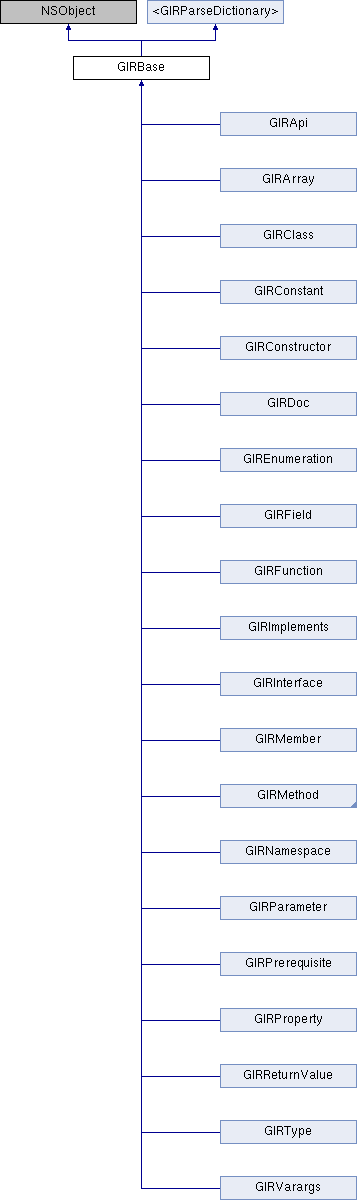 NSObject
<GIRParseDictionary>
GIRBase
GIRApi
GIRArray
GIRClass
GIRConstant
GIRConstructor
GIRDoc
GIREnumeration
GIRField
GIRFunction
GIRImplements
GIRInterface
GIRMember
GIRMethod
GIRNamespace
GIRParameter
GIRPrerequisite
GIRProperty
GIRReturnValue
GIRType
GIRVarargs